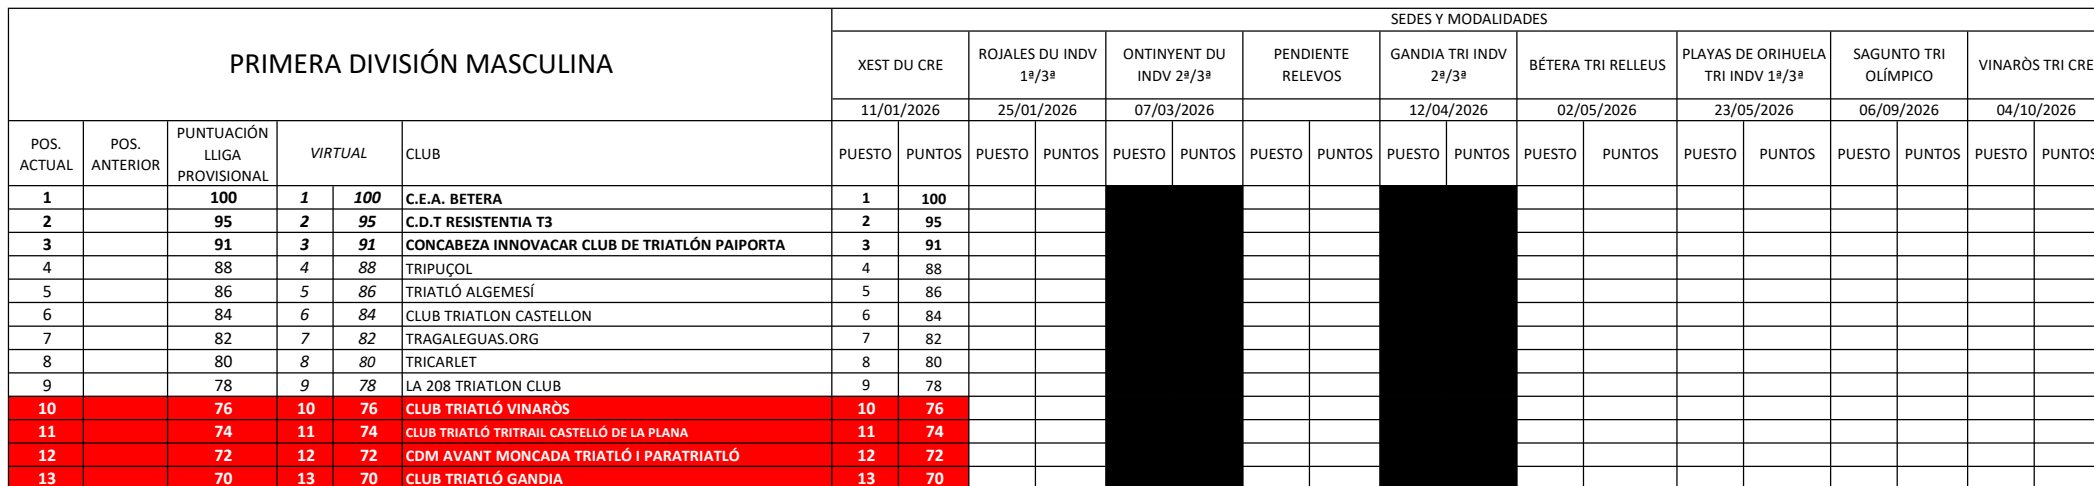 SEDES Y MODALIDADES
PRIMERA DIVISIÓN MASCULINA
XEST DU CRE
ROJALES DU INDV
1ª/3ª
ONTINYENT DU
INDV 2ª/3ª
PENDIENTE
RELEVOS
GANDIA TRI INDV
2ª/3ª
BÉTERA TRI RELLEUS
PLAYAS DE ORIHUELA
TRI INDV 1ª/3ª
SAGUNTO TRI
OLÍMPICO
VINARÒS TRI CRE
11/01/2026 25/01/2026 07/03/2026 12/04/2026 02/05/2026 23/05/2026 06/09/2026 04/10/2026
POS.
ACTUAL
POS.
ANTERIOR
PUNTUACIÓN
LLIGA
PROVISIONAL
VIRTUAL
CLUB
PUESTO PUNTOS PUESTO PUNTOS PUESTO PUNTOS PUESTO PUNTOS PUESTO PUNTOS PUESTO PUNTOS PUESTO PUNTOS PUESTO PUNTOS PUESTO PUNTOS
1 100 1 100 C.E.A. BETERA 1 100
2 95 2 95 C.D.T RESISTENTIA T3 2 95
3 91 3 91 CONCABEZA INNOVACAR CLUB DE TRIATLÓN PAIPORTA 3 91
4 88 4 88 TRIPUÇOL 4 88
5 86 5 86 TRIATLÓ ALGEMESÍ 5 86
6 84 6 84 CLUB TRIATLON CASTELLON 6 84
7 82 7 82 TRAGALEGUAS.ORG 7 82
8 80 8 80 TRICARLET 8 80
9 78 9 78 LA 208 TRIATLON CLUB 9 78
10 76 10 76 CLUB TRIATLÓ VINARÒS 10 76
11 74 11 74 CLUB TRIATLÓ TRITRAIL CASTELLÓ DE LA PLANA 11 74
12 72 12 72 CDM AVANT MONCADA TRIATLÓ I PARATRIATLÓ 12 72
13 70 13 70 CLUB TRIATLÓ GANDIA 13 70